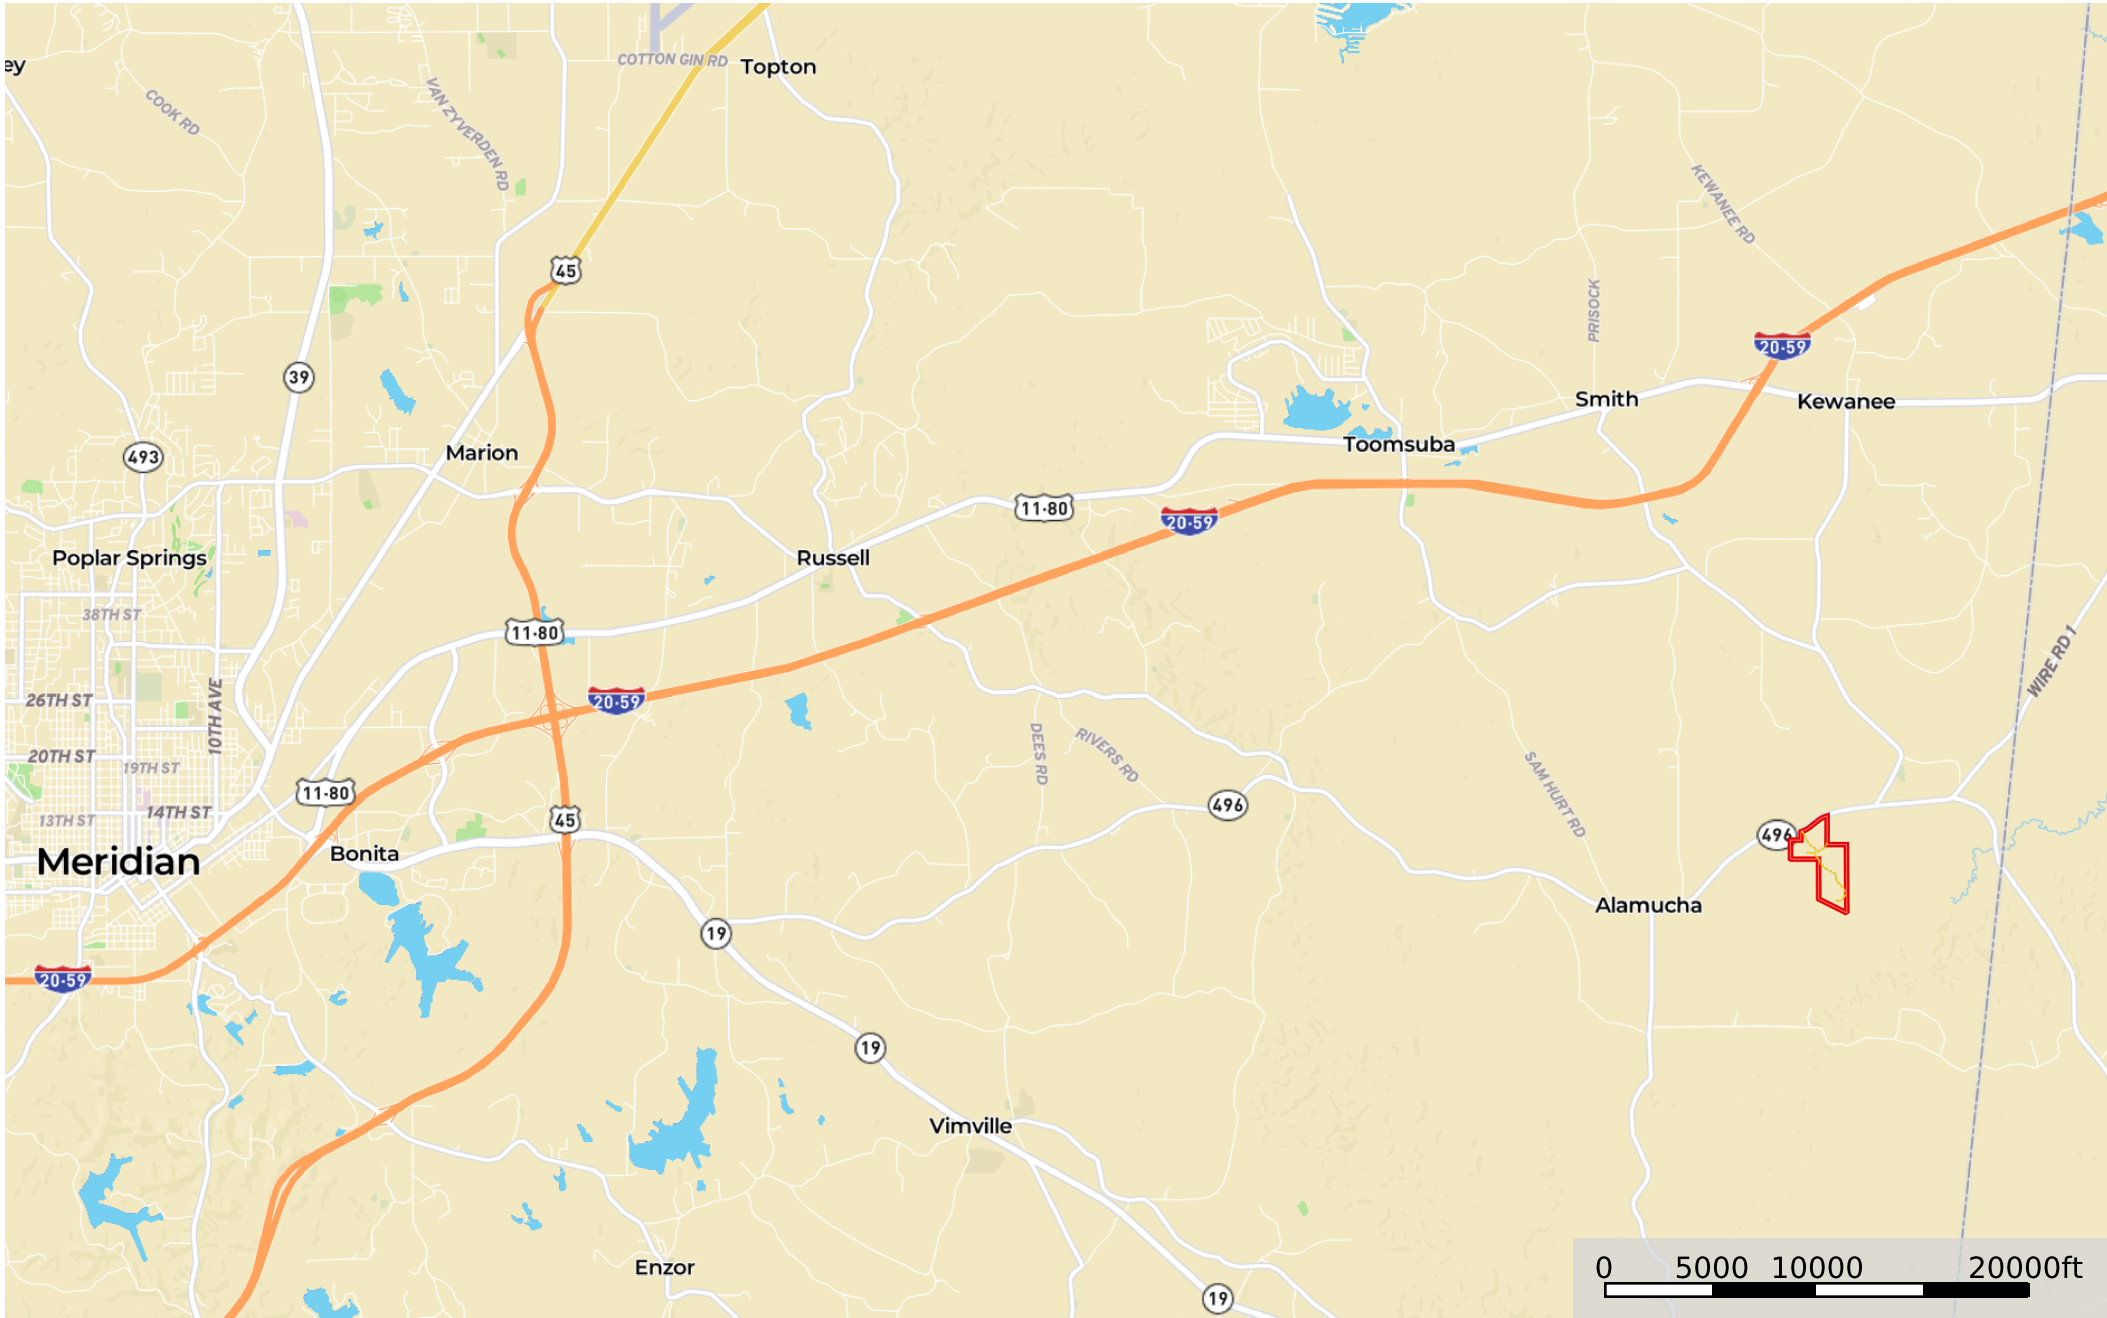 ey
COTTON GIN RD
Topton
COOK RD
VAN ZYVERDEN RD
KEWANEE RD
45
PRISOCK
20-59
39
Smith
Kewanee
Marion
Toomsuba
493
11-80
20-59
Poplar Springs
Russell
38TH ST
11-80
WIRE RD 1
26TH ST
10TH AVE
20-59
20TH ST
19TH ST
DEES RD
RIVERS RD
SAM HURT RD
11-80
14TH ST
13TH ST
45
496
496
Meridian
Bonita
Alamucha
19
20-59
19
Vimville
Enzor
19
0 5000 10000 20000ft